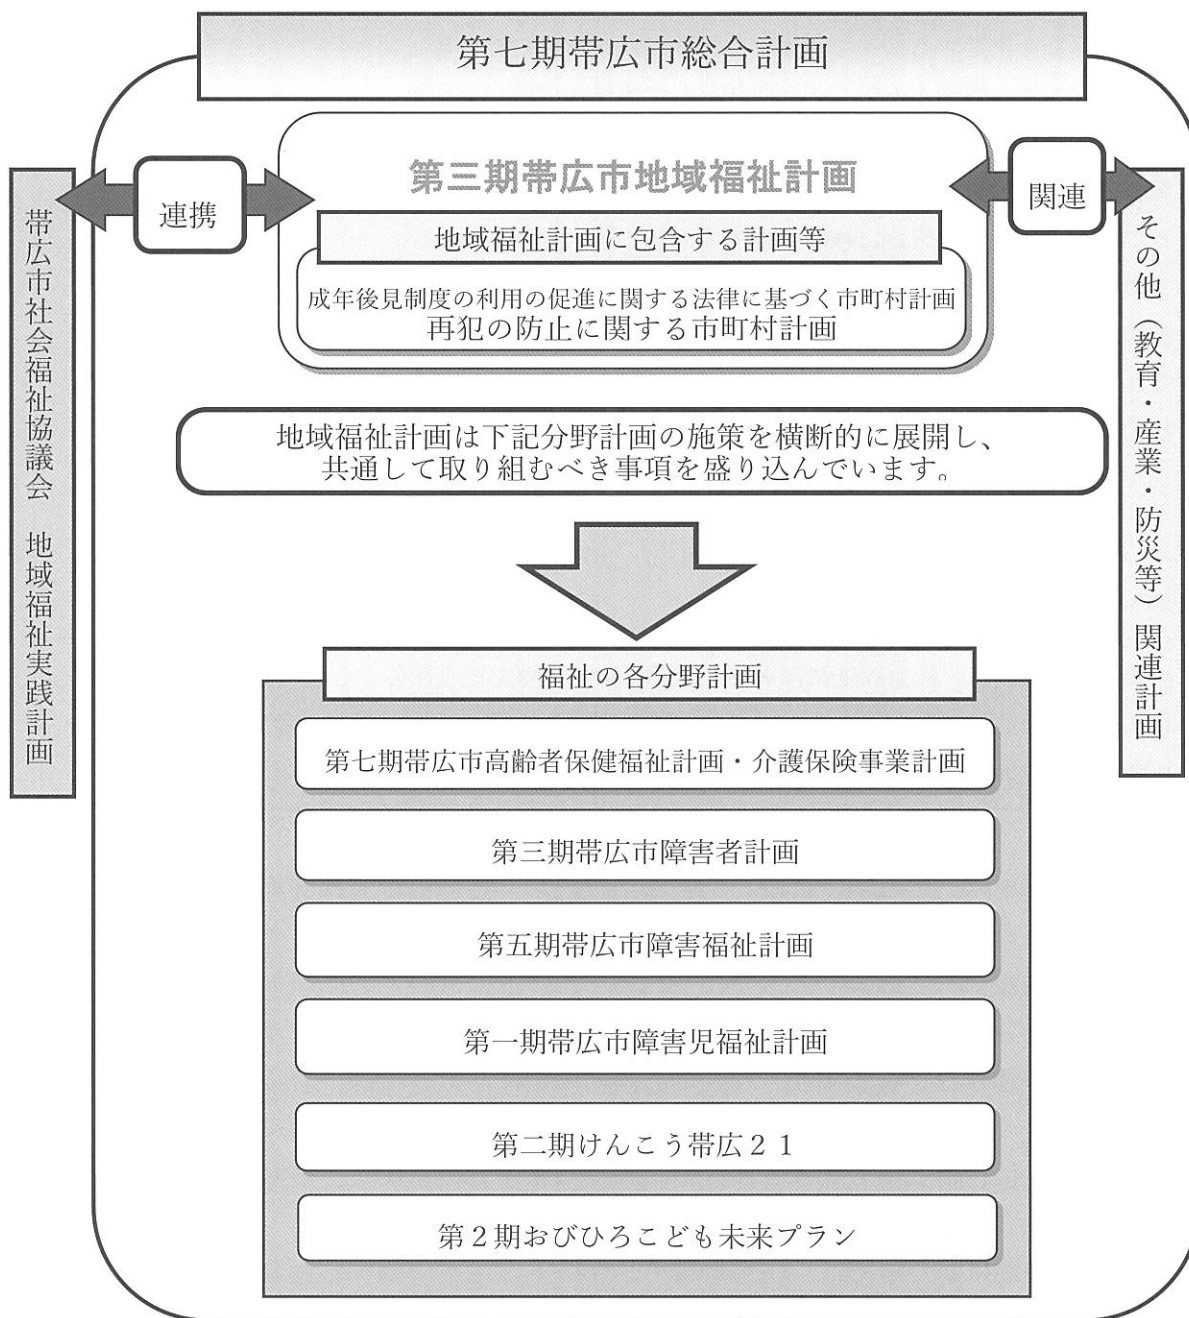 第七期帯広市総合計画
第三期帯広市地域福祉計画
連携
関連
地域福祉計画に包含する計画等
成年後見制度の利用の促進に関する法律に基づく市町村計画
再犯の防止に関する市町村計画
帯広市社会福祉協議会 地域福祉実践計画
その他(教育・産業・防災等)関連計画
地域福祉計画は下記分野計画の施策を横断的に展開し、
共通して取り組むべき事項を盛り込んでいます。
福祉の各分野計画
第七期帯広市高齢者保健福祉計画・介護保険事業計画
第三期帯広市障害者計画
第五期帯広市障害福祉計画
第一期帯広市障害児福祉計画
第二期けんこう帯広21
第2期おびひろこども未来プラン